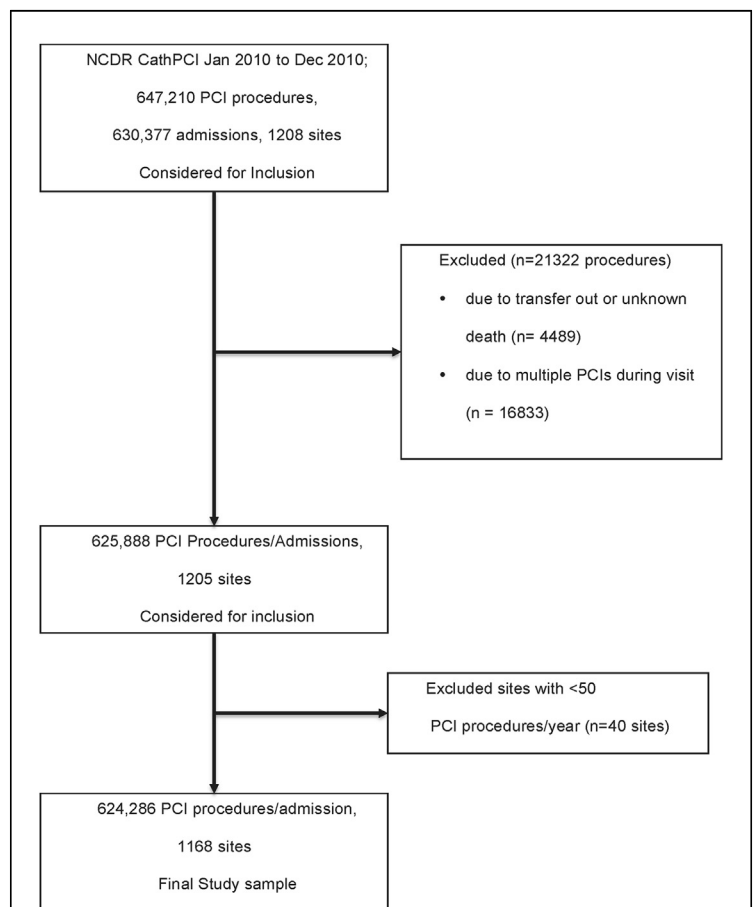 NCDR CathPCI Jan 2010 to Dec 2010;
647,210 PCI procedures,
630,377 admissions, 1208 sites
Considered for Inclusion
Excluded (n=21322 procedures)
• due to transfer out or unknown
death (n= 4489)
• due to multiple PCIs during visit
(n = 16833)
625,888 PCI Procedures/Admissions,
1205 sites
Considered for inclusion
Excluded sites with <50
PCI procedures/year (n=40 sites)
624,286 PCI procedures/admission,
1168 sites
Final Study sample